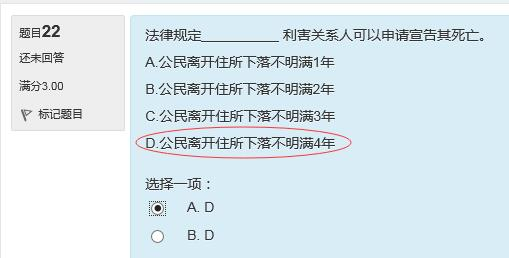 题目22
还未回答
满分3.00
标记题目
法律规定__________ 利害关系人可以申请宣告其死亡。
A.公民离开住所下落不明满1年
B.公民离开住所下落不明满2年
C.公民离开住所下落不明满3年
D.公民离开住所下落不明满4年
选择一项：
A. D
B. D